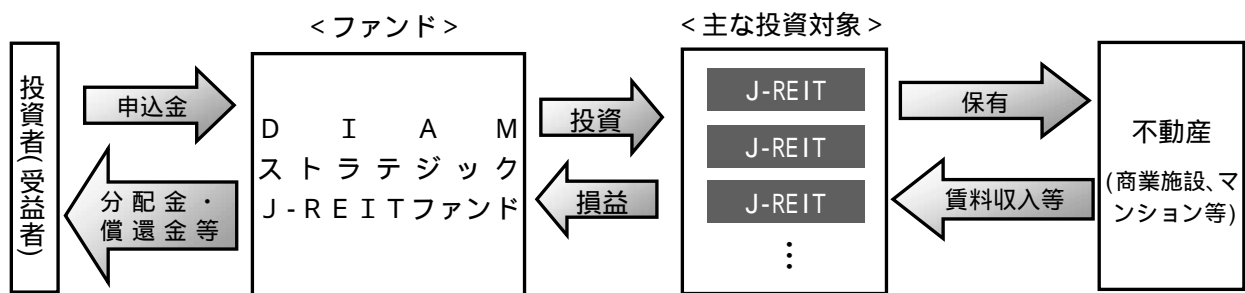 <ファンド>
<主な投資対象>
投資者(受益者)
申込金
分配金・
償還金等
DIAM
ストラテジック
J-REITファンド
投資
損益
J-REIT
J-REIT
J-REIT
⋮
保有
賃料収入等
不動産
(商業施設、マ
ンション等)